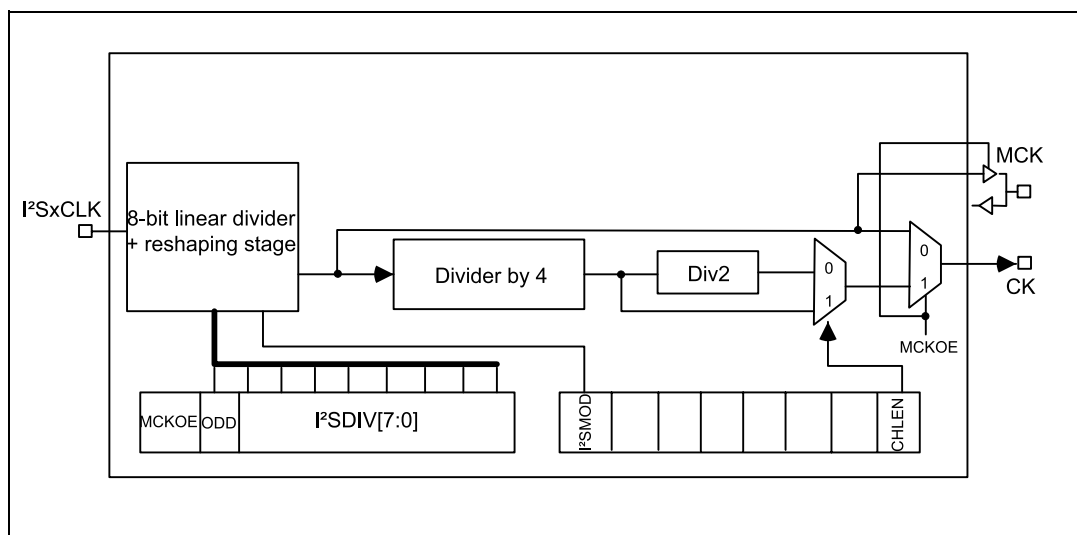 MCK
I²SxCLK
8-bit linear divider
+ reshaping stage
Divider by 4
Div2
0
1
0
1
CK
MCKOE
MCKOE
ODD
I²SDIV[7:0]
I²SMOD
CHLEN